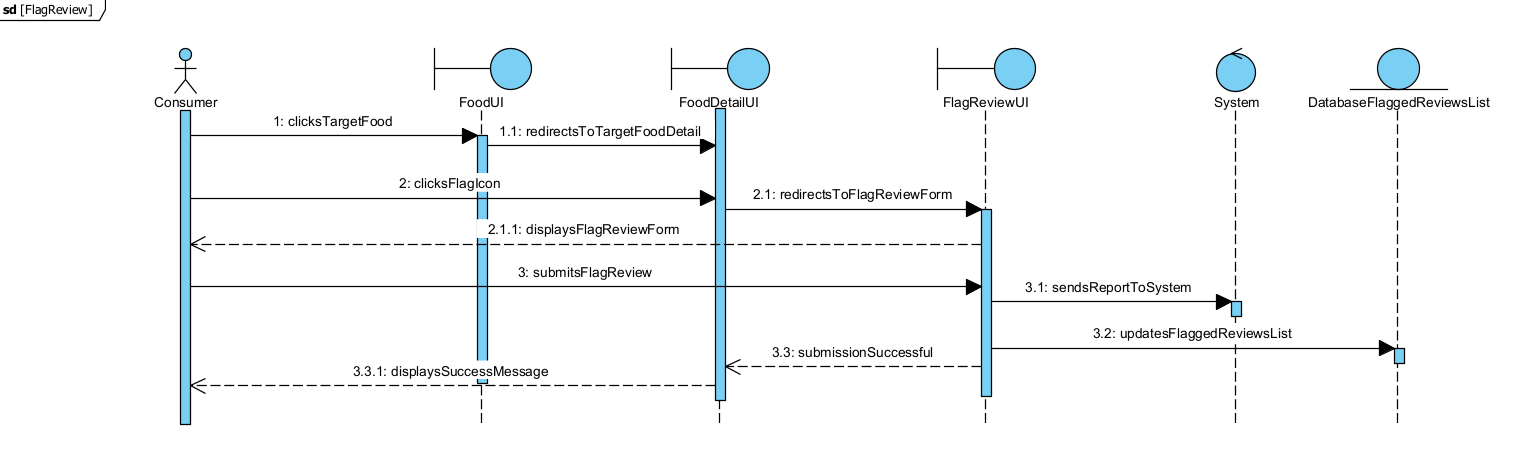 sd [FlagReview]
Consumer
FoodUI
FoodDetailUI
FlagReviewUI
System
DatabaseFlaggedReviewsList
1: clicksTargetFood
1.1: redirectsToTargetFoodDetail
2: clicksFlagIcon
2.1: redirectsToFlagReviewForm
2.1.1: displaysFlagReviewForm
3: submitsFlagReview
3.1: sendsReportToSystem
3.2: updatesFlaggedReviewsList
3.3: submissionSuccessful
3.3.1: displaysSuccessMessage